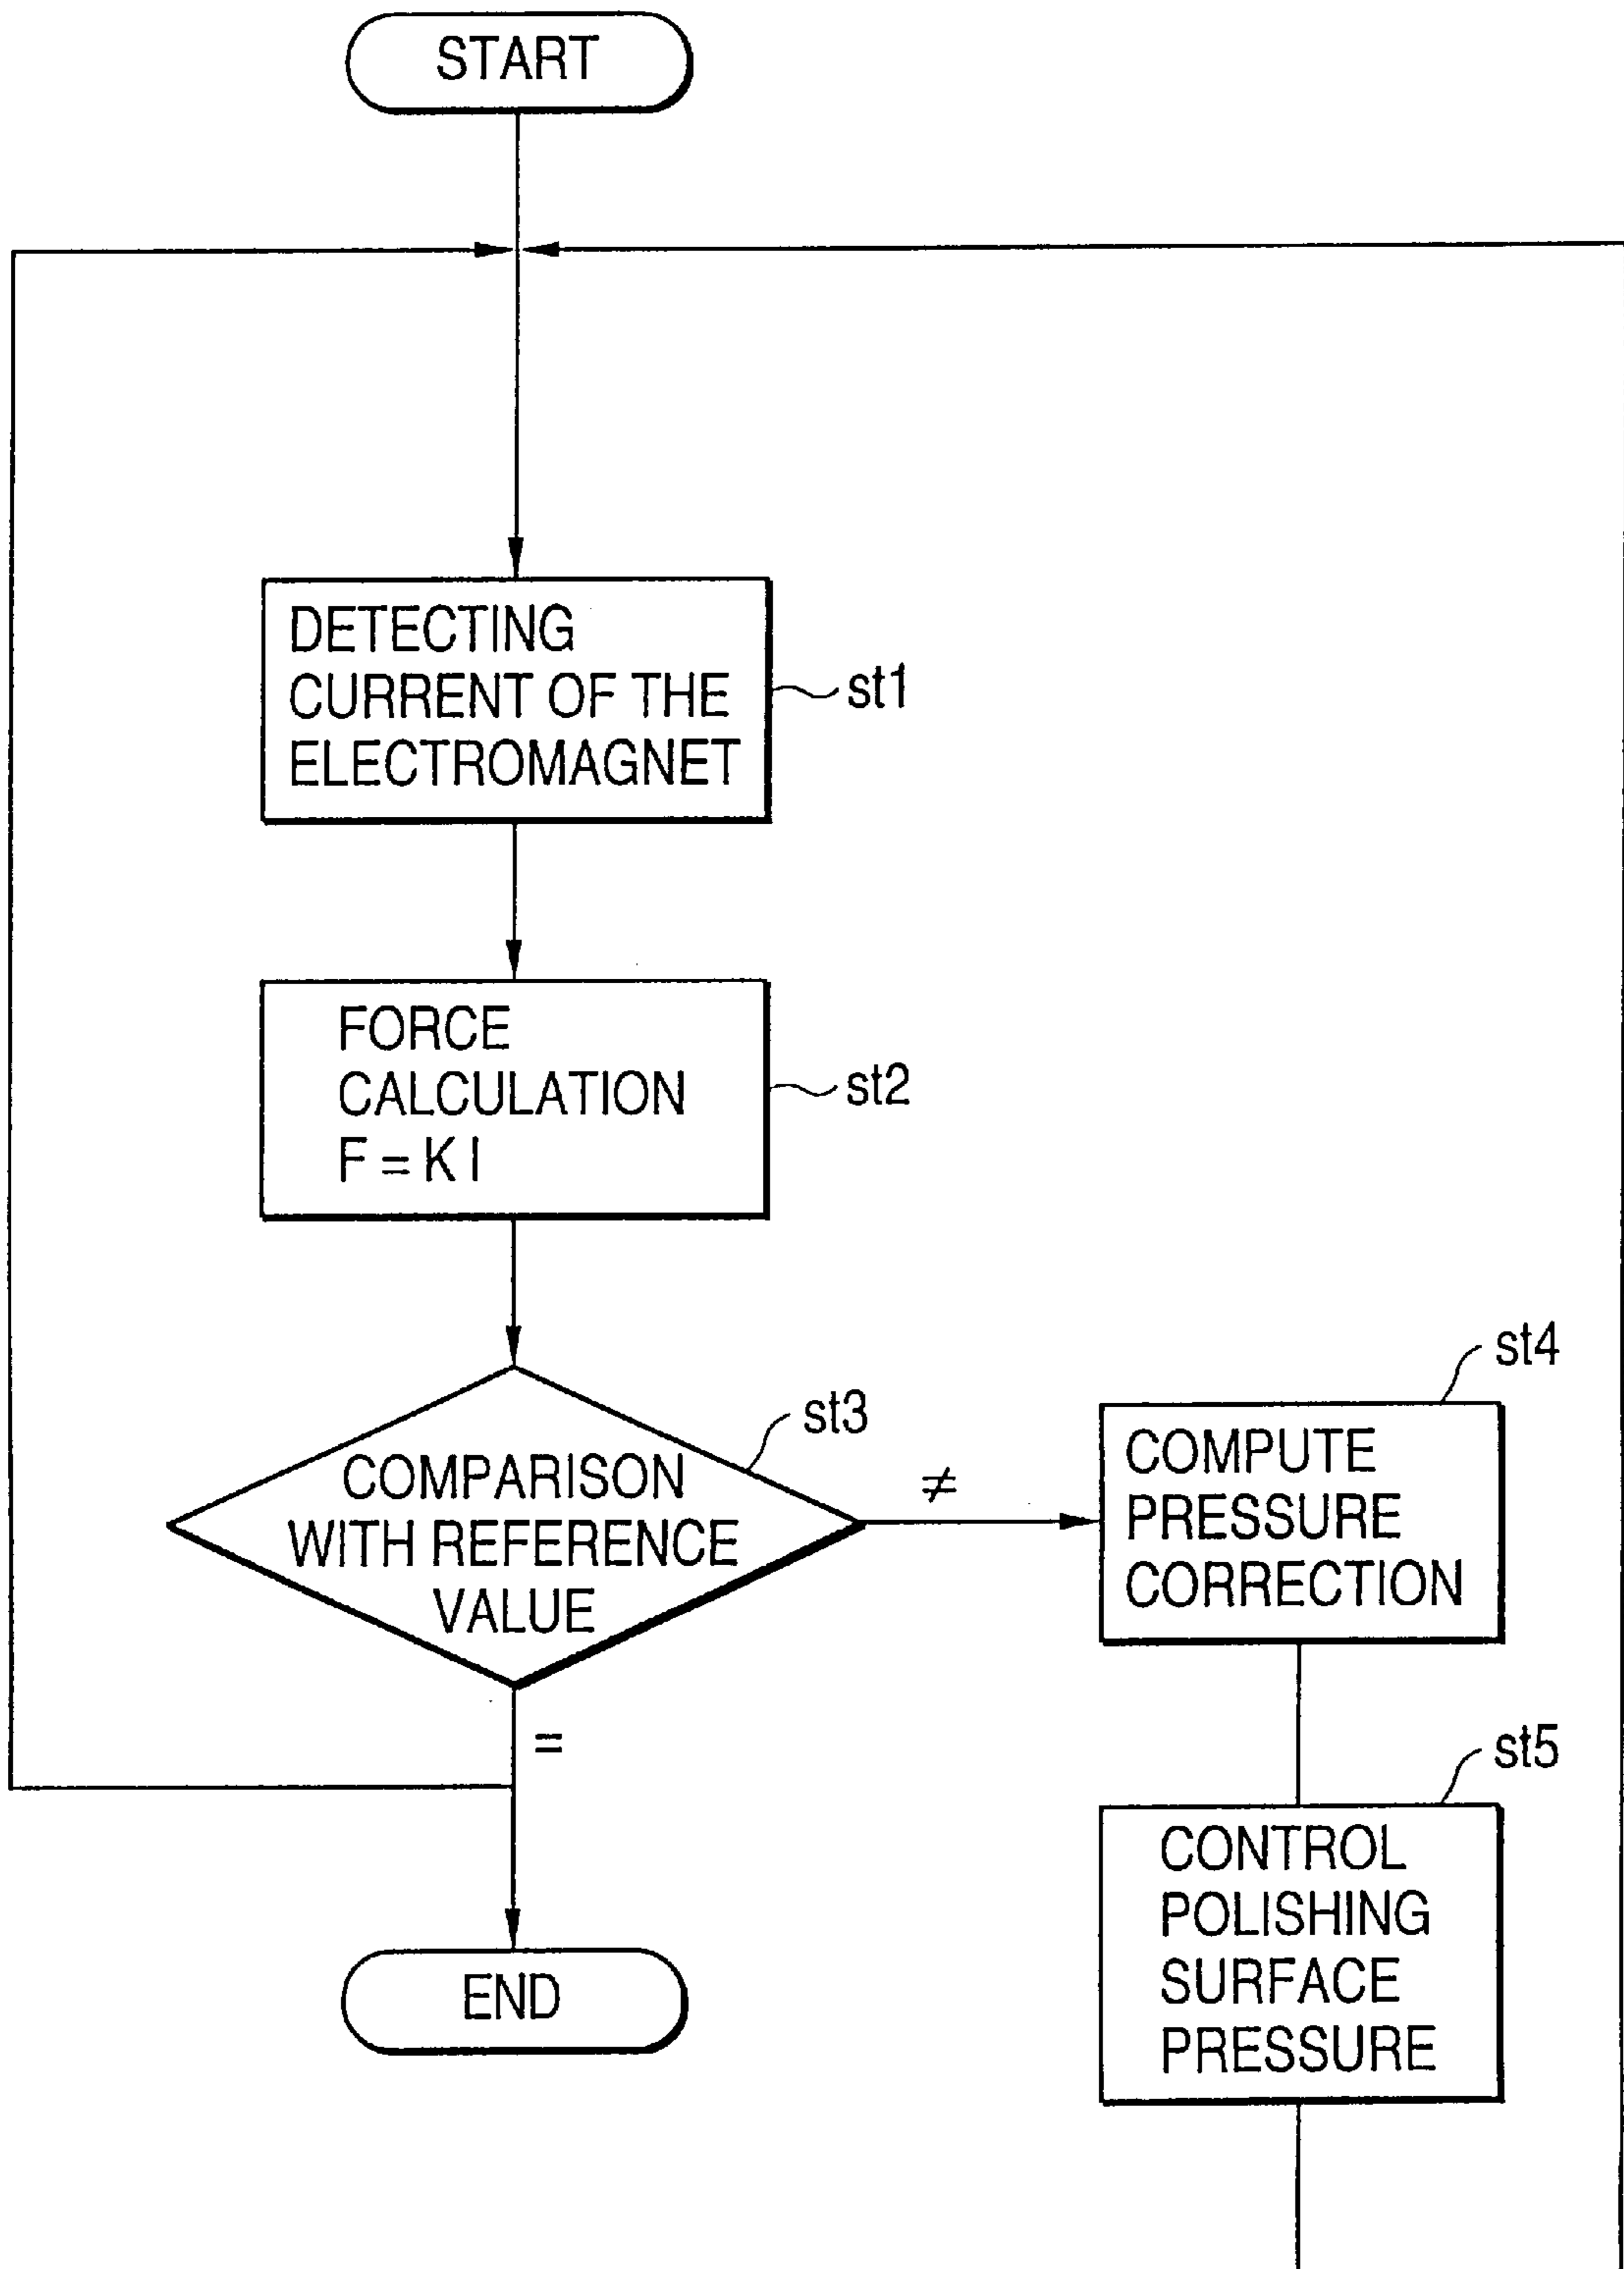 START
DETECTING
CURRENT OF THE
ELECTROMAGNET
st1
FORCE
CALCULATION
F = K I
st2
COMPARISON
WITH REFERENCE
VALUE
st3
≠
=
COMPUTE
PRESSURE
CORRECTION
st4
CONTROL
POLISHING
SURFACE
PRESSURE
st5
END